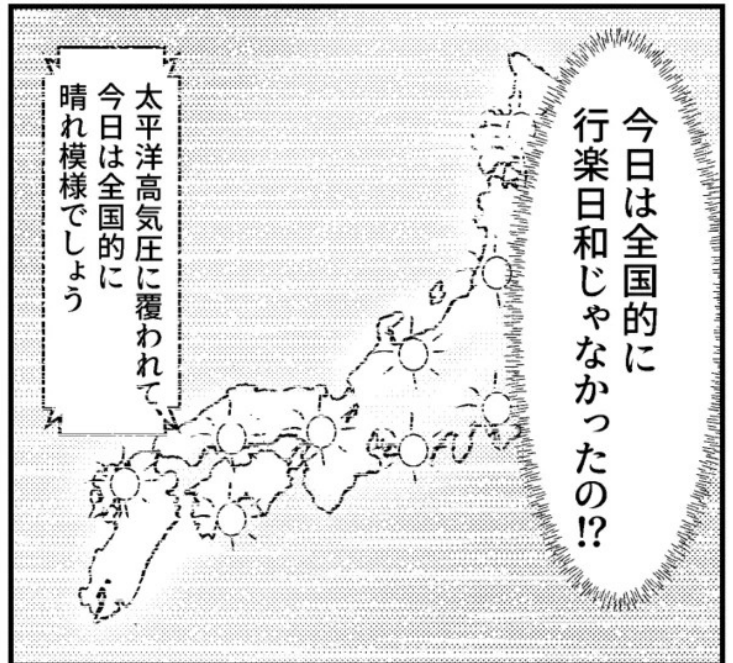 今日は全国的に
行楽日和じゃなかったの!?
太平洋高気圧に覆われて、
今日は全国的に
晴れ模様でしょう